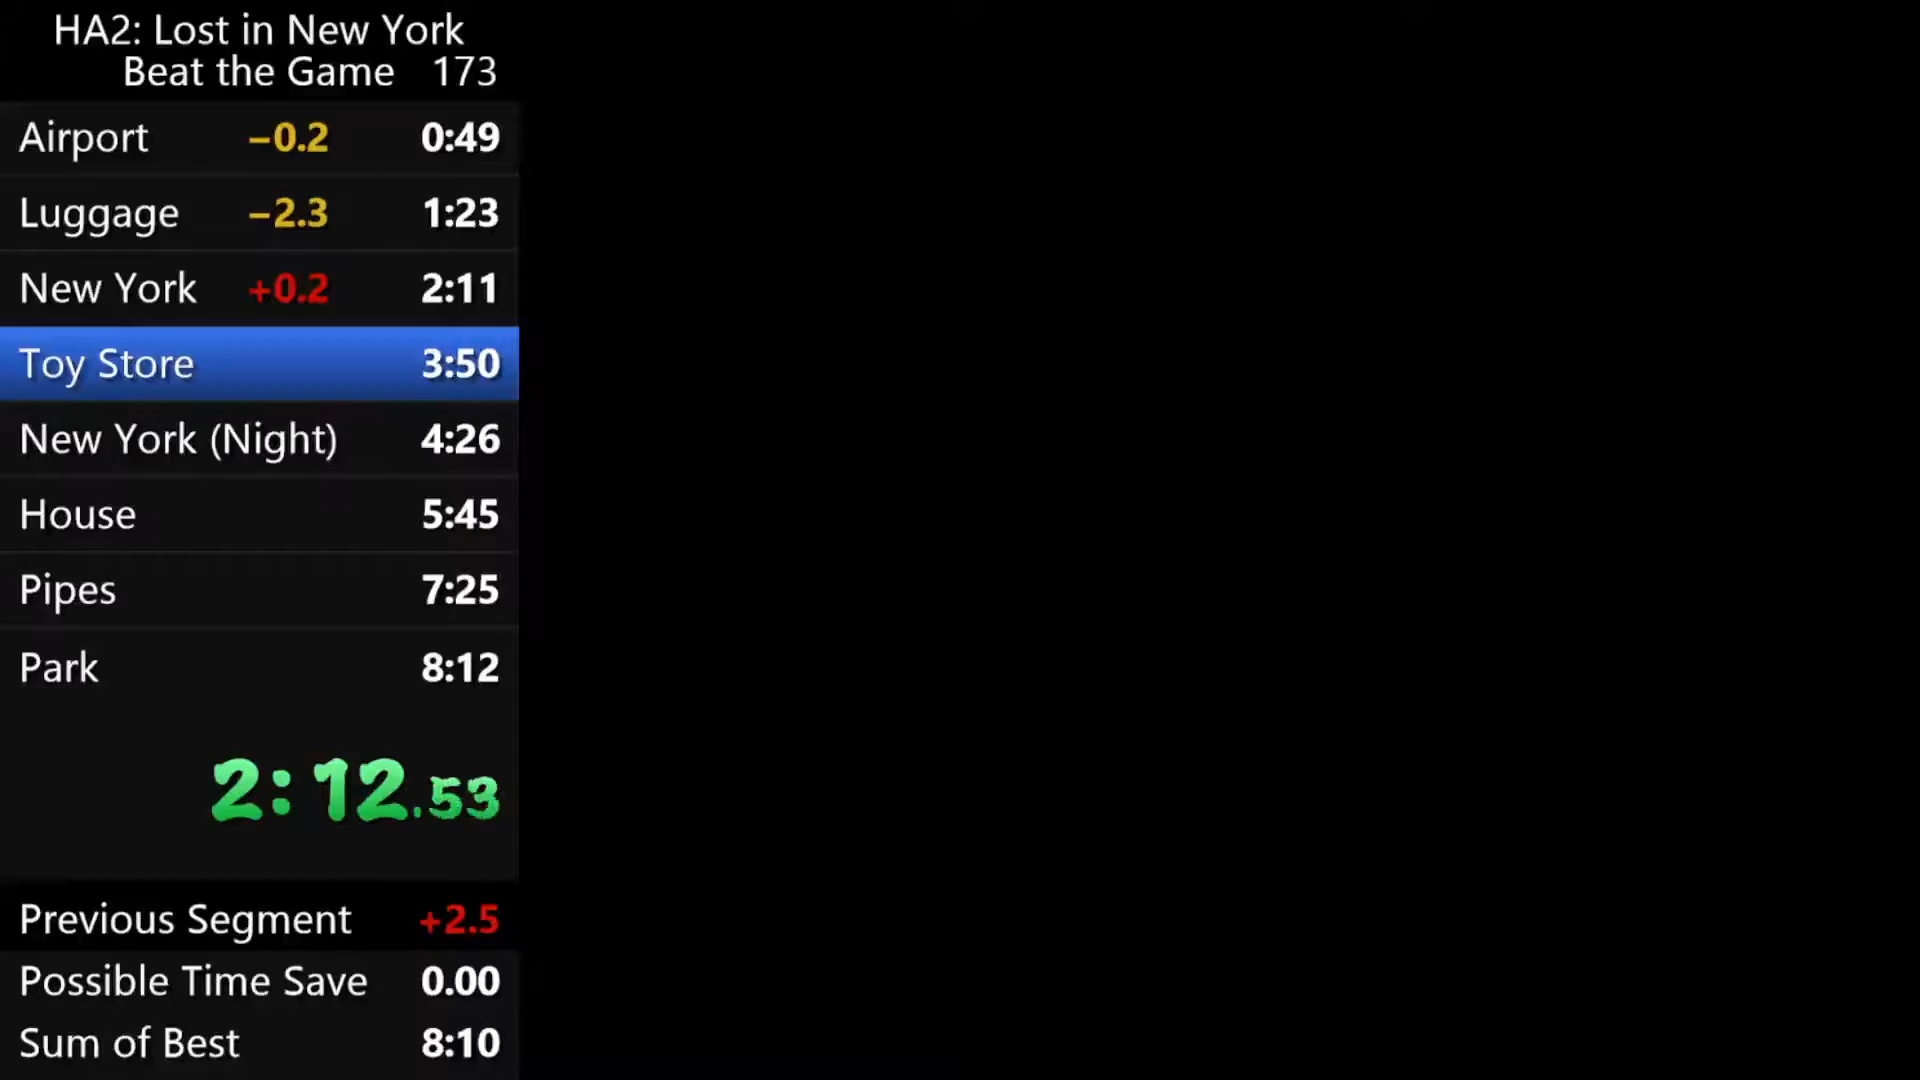 HA2: Lost in New York
Beat the Game 173
Airport −0.2 0:49
Luggage −2.3 1:23
New York +0.2 2:11
Toy Store 3:50
New York (Night) 4:26
House 5:45
Pipes 7:25
Park 8:12
2:12.53
Previous Segment +2.5
Possible Time Save 0.00
Sum of Best 8:10